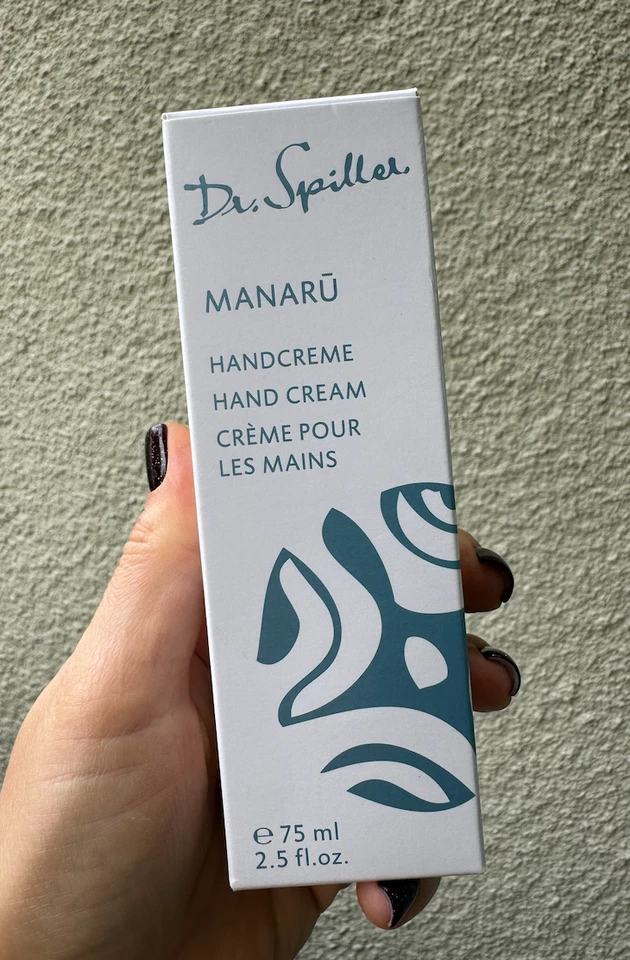 Dr. Spiller
MANARŪ
HANDCREME
HAND CREAM
CRÈME POUR
LES MAINS
℮ 75 ml
2.5 fl.oz.